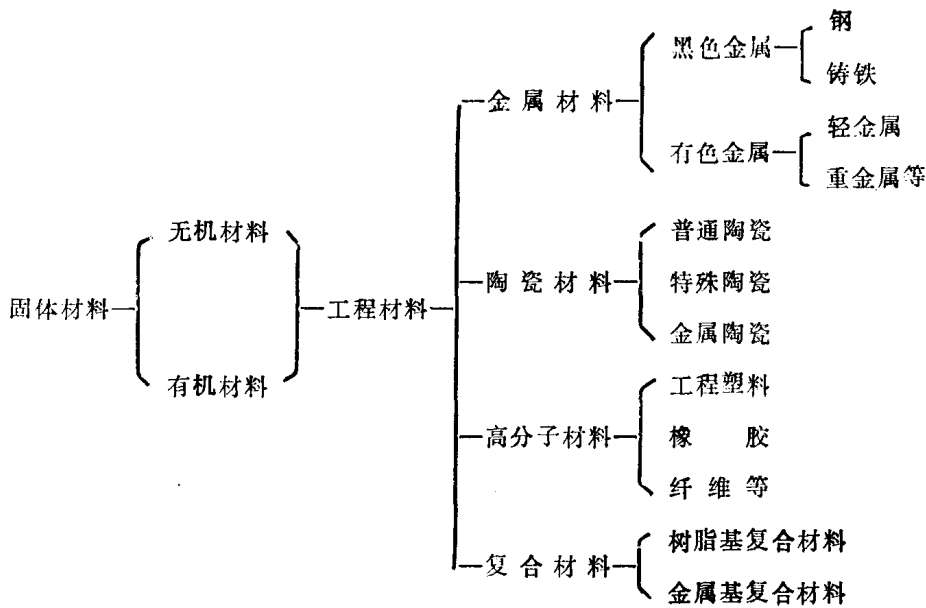 钢
黑色金属
铸铁
金属材料
轻金属
有色金属
重金属等
无机材料
普通陶瓷
陶瓷材料
特殊陶瓷
固体材料
工程材料
金属陶瓷
有机材料
工程塑料
高分子材料
橡胶
纤维等
树脂基复合材料
复合材料
金属基复合材料